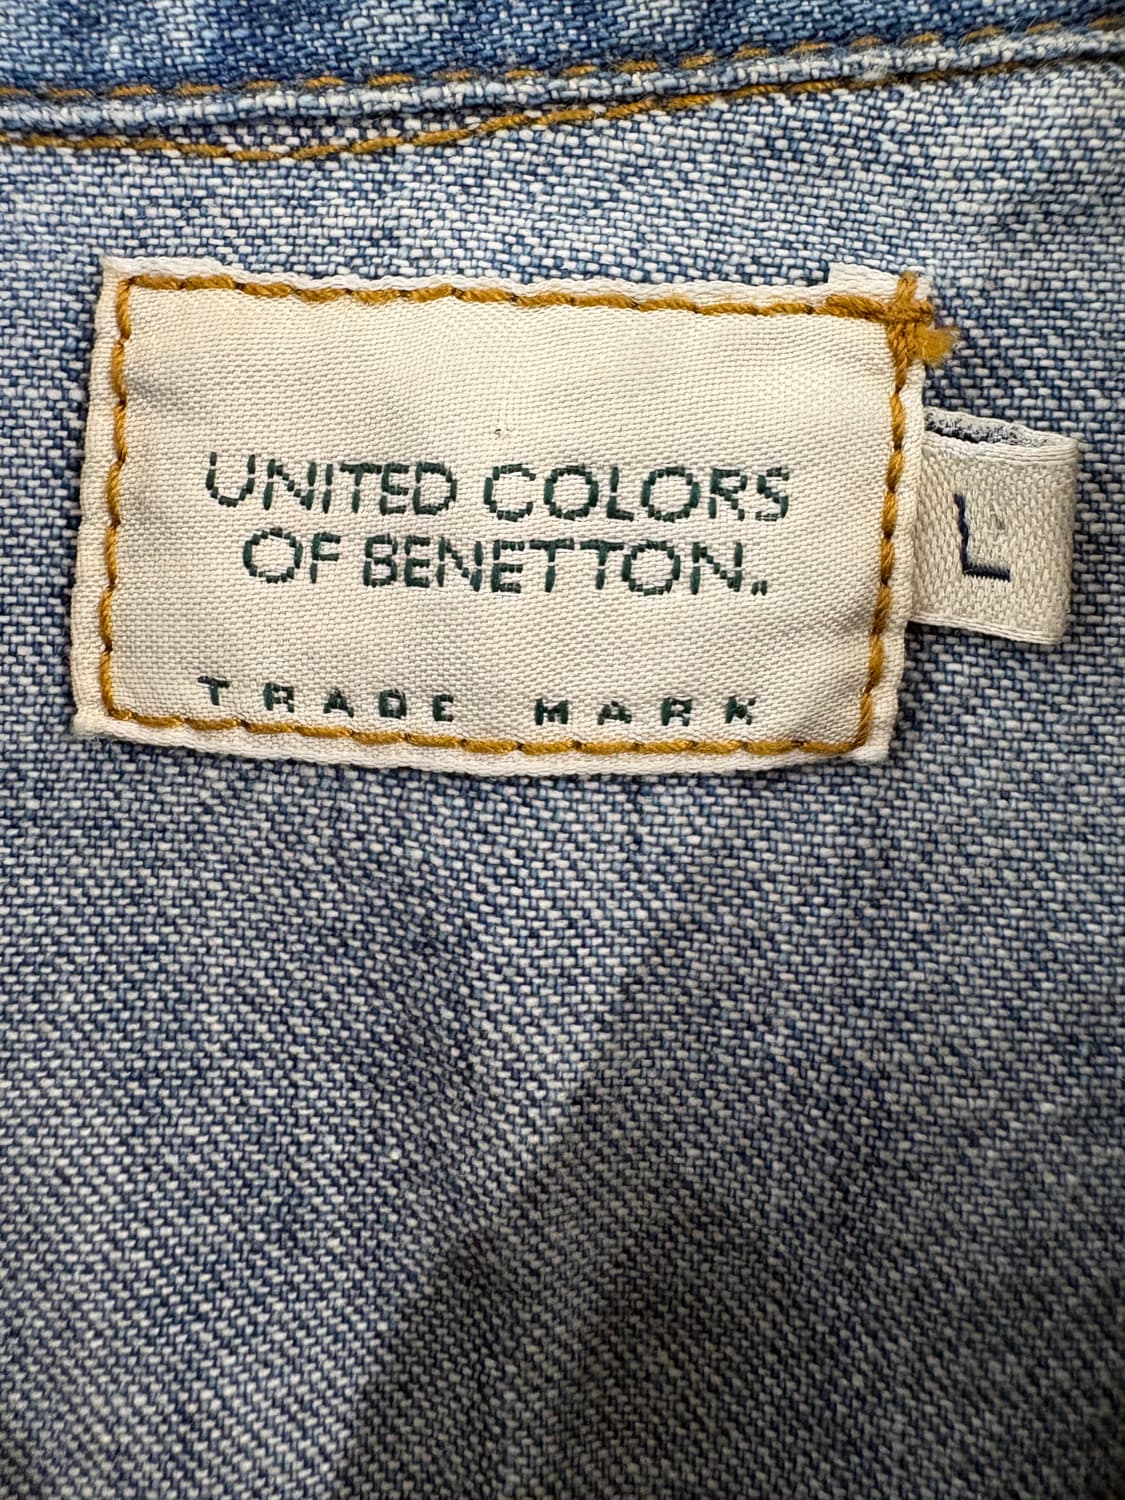 UNITED COLORS
OF BENETTON.
TRADE MARK
L